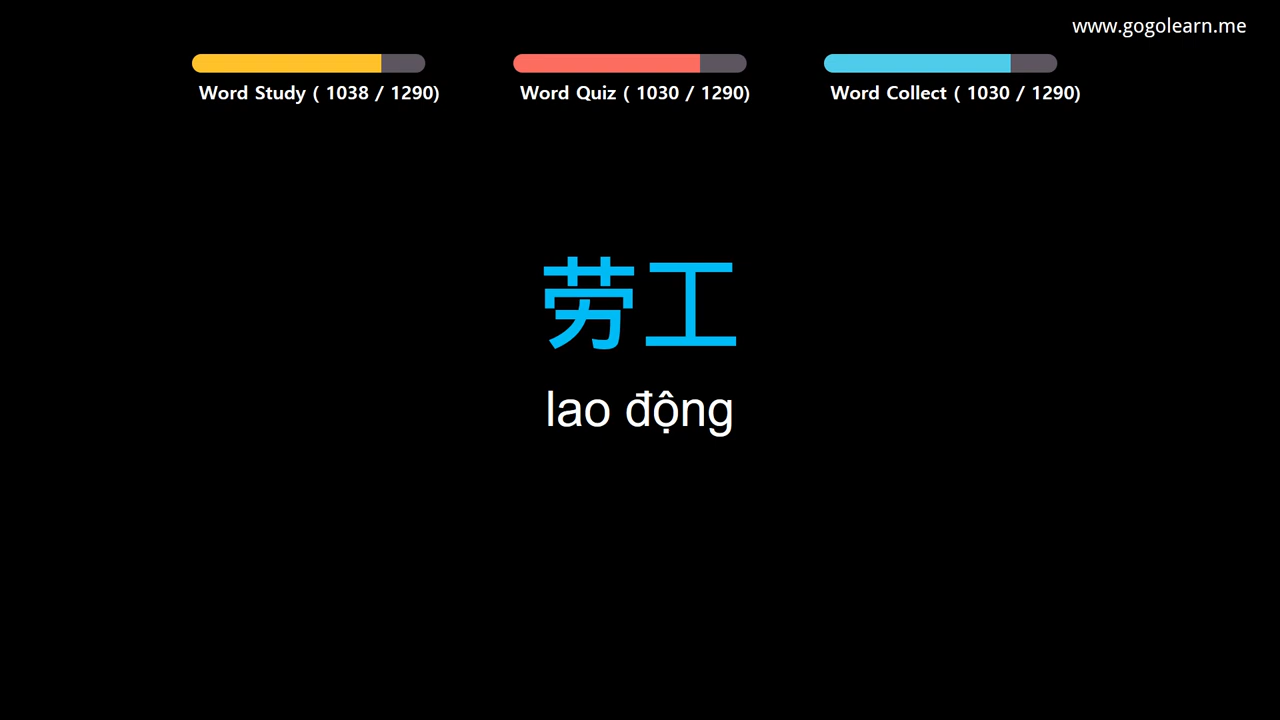 www.gogolearn.me
Word Study ( 1038 / 1290)
Word Quiz ( 1030 / 1290)
Word Collect ( 1030 / 1290)
劳工
lao động